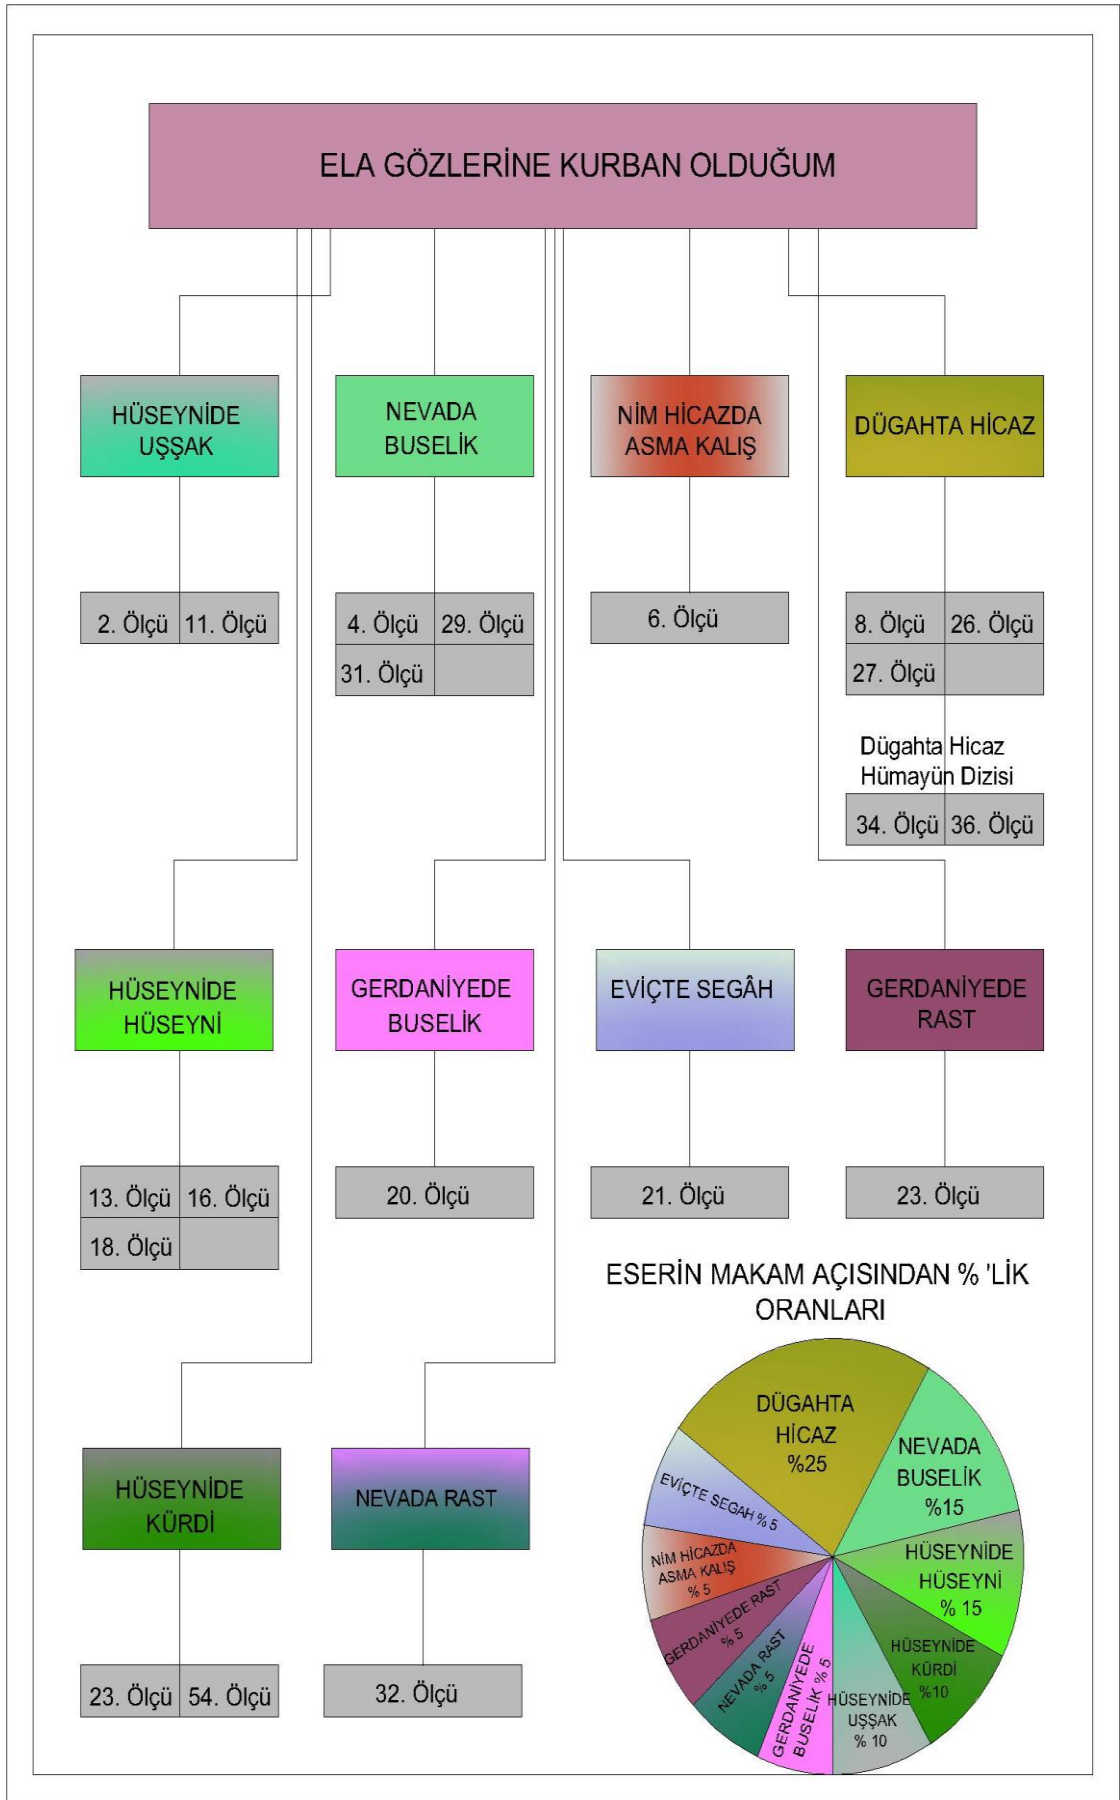 ELA GÖZLERİNE KURBAN OLDUĞUM
HÜSEYNİDE
UŞŞAK
NEVADA
BUSELİK
NİM HİCAZDA
ASMA KALIŞ
DÜGAHTA HİCAZ
2. Ölçü 11. Ölçü
4. Ölçü 29. Ölçü
31. Ölçü
6. Ölçü
8. Ölçü 26. Ölçü
27. Ölçü
Dügahta Hicaz
Hümayün Dizisi
34. Ölçü 36. Ölçü
HÜSEYNİDE
HÜSEYNİ
GERDANİYEDE
BUSELİK
EVİÇTE SEGÂH
GERDANİYEDE
RAST
13. Ölçü 16. Ölçü
18. Ölçü
20. Ölçü
21. Ölçü
23. Ölçü
HÜSEYNİDE
KÜRDİ
NEVADA RAST
23. Ölçü 54. Ölçü
32. Ölçü
ESERİN MAKAM AÇISINDAN % 'LİK
ORANLARI
DÜGAHTA
HİCAZ
%25
NEVADA
BUSELİK
%15
HÜSEYNİDE
HÜSEYNİ
% 15
HÜSEYNİDE
KÜRDİ
%10
HÜSEYNİDE
UŞŞAK
% 10
GERDANİYEDE
BUSELİK % 5
NEVADA RAST
% 5
GERDANİYEDE RAST
% 5
NİM HİCAZDA
ASMA KALIŞ
% 5
EVİÇTE SEGAH % 5